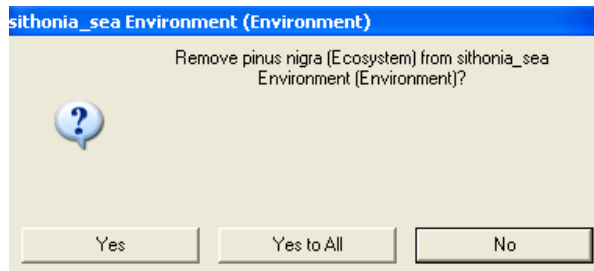 sithonia_sea Environment (Environment)
Remove pinus nigra (Ecosystem) from sithonia_sea
Environment (Environment)?
Yes
Yes to All
No